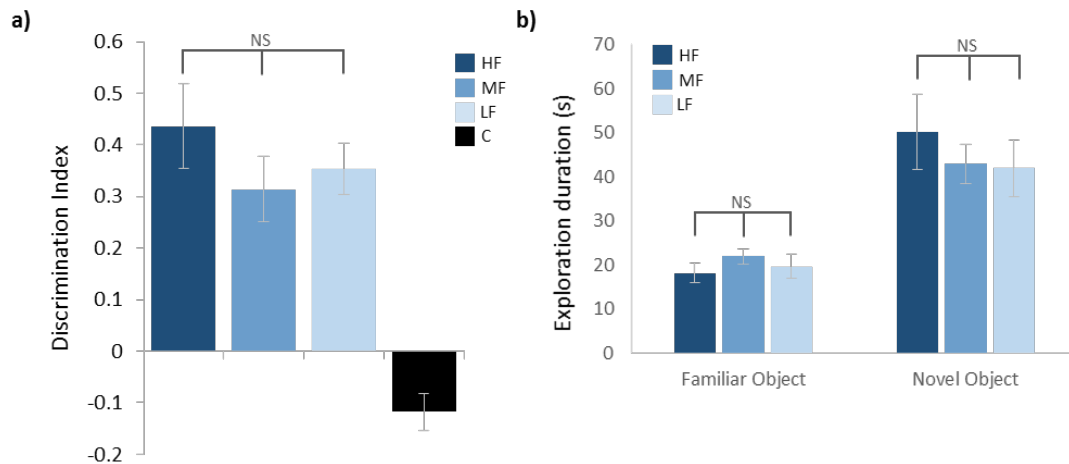 a)
NS
HF
MF
LF
C
Discrimination Index
0.6
0.5
0.4
0.3
0.2
0.1
0
-0.1
-0.2
b)
NS
NS
HF
MF
LF
Exploration duration (s)
70
60
50
40
30
20
10
0
Familiar Object
Novel Object